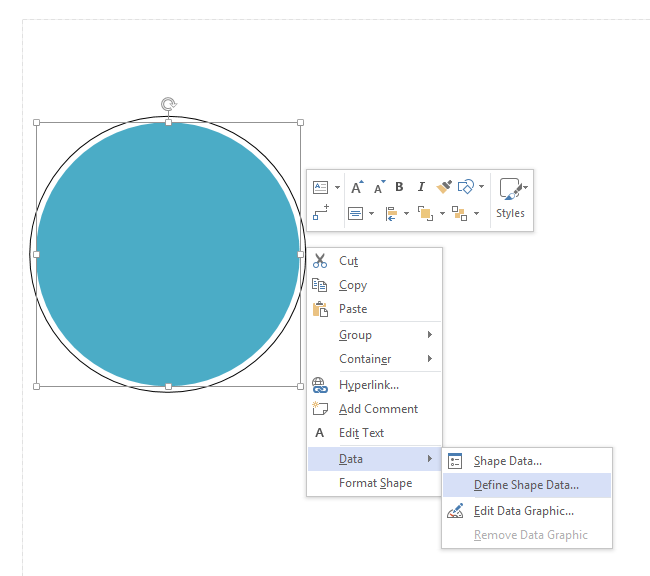 A A B I
Styles
Cut
Copy
Paste
Group
Container
Hyperlink...
Add Comment
A Edit Text
Data
Format Shape
Shape Data...
Define Shape Data...
Edit Data Graphic...
Remove Data Graphic